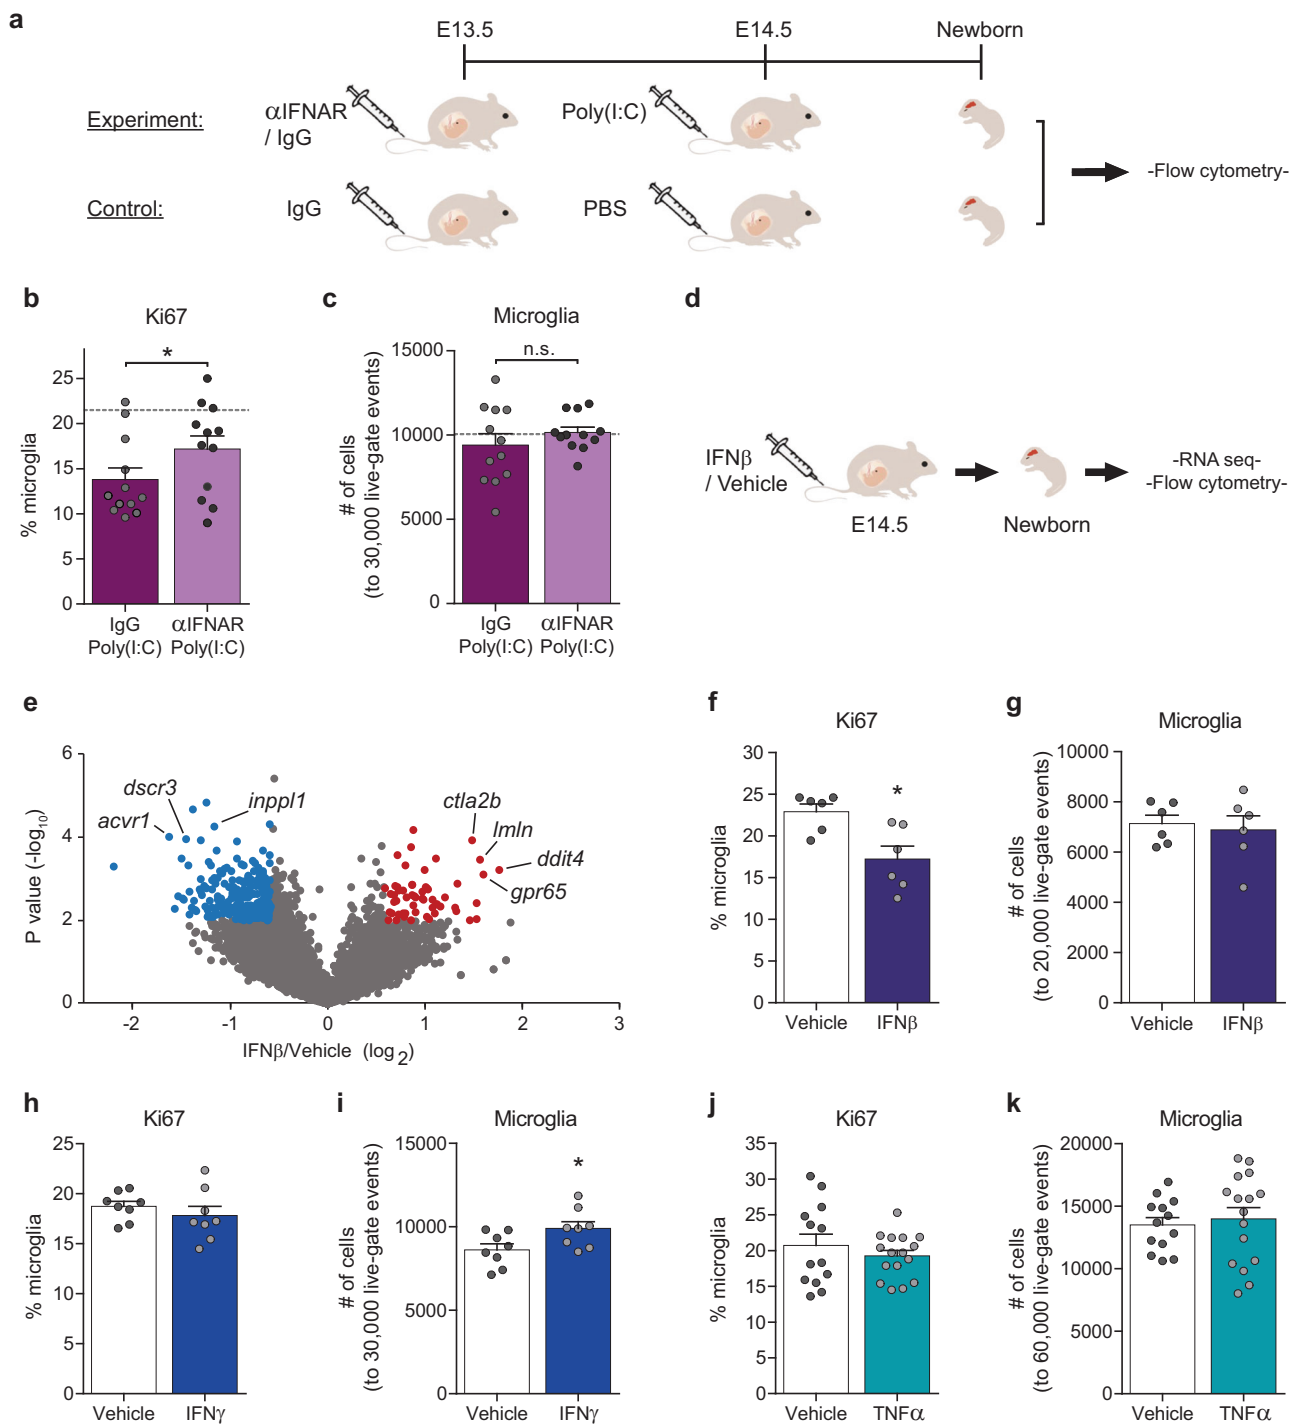 a
E13.5
E14.5
Newborn
Experiment:
αIFNAR
/ IgG
Poly(I:C)
-Flow cytometry-
Control:
IgG
PBS
b
Ki67
*
% microglia
25
20
15
10
5
0
IgG
Poly(I:C)
αIFNAR
Poly(I:C)
c
Microglia
n.s.
# of cells
(to 30,000 live-gate events)
15000
10000
5000
0
IgG
Poly(I:C)
αIFNAR
Poly(I:C)
d
IFNβ
/ Vehicle
E14.5
Newborn
-RNA seq-
-Flow cytometry-
e
P value (-log10)
6
4
2
0
dscr3
acvr1
inppl1
ctla2b
lmln
ddit4
gpr65
-2
-1
0
1
2
3
IFNβ/Vehicle (log2)
f
Ki67
*
% microglia
30
25
20
15
10
5
0
Vehicle
IFNβ
g
Microglia
# of cells
(to 20,000 live-gate events)
10000
8000
6000
4000
2000
0
Vehicle
IFNβ
h
Ki67
% microglia
25
20
15
10
5
0
Vehicle
IFNγ
i
Microglia
*
# of cells
(to 30,000 live-gate events)
15000
10000
5000
0
Vehicle
IFNγ
j
Ki67
% microglia
35
30
25
20
15
10
5
0
Vehicle
TNFα
k
Microglia
# of cells
(to 60,000 live-gate events)
20000
15000
10000
5000
0
Vehicle
TNFα